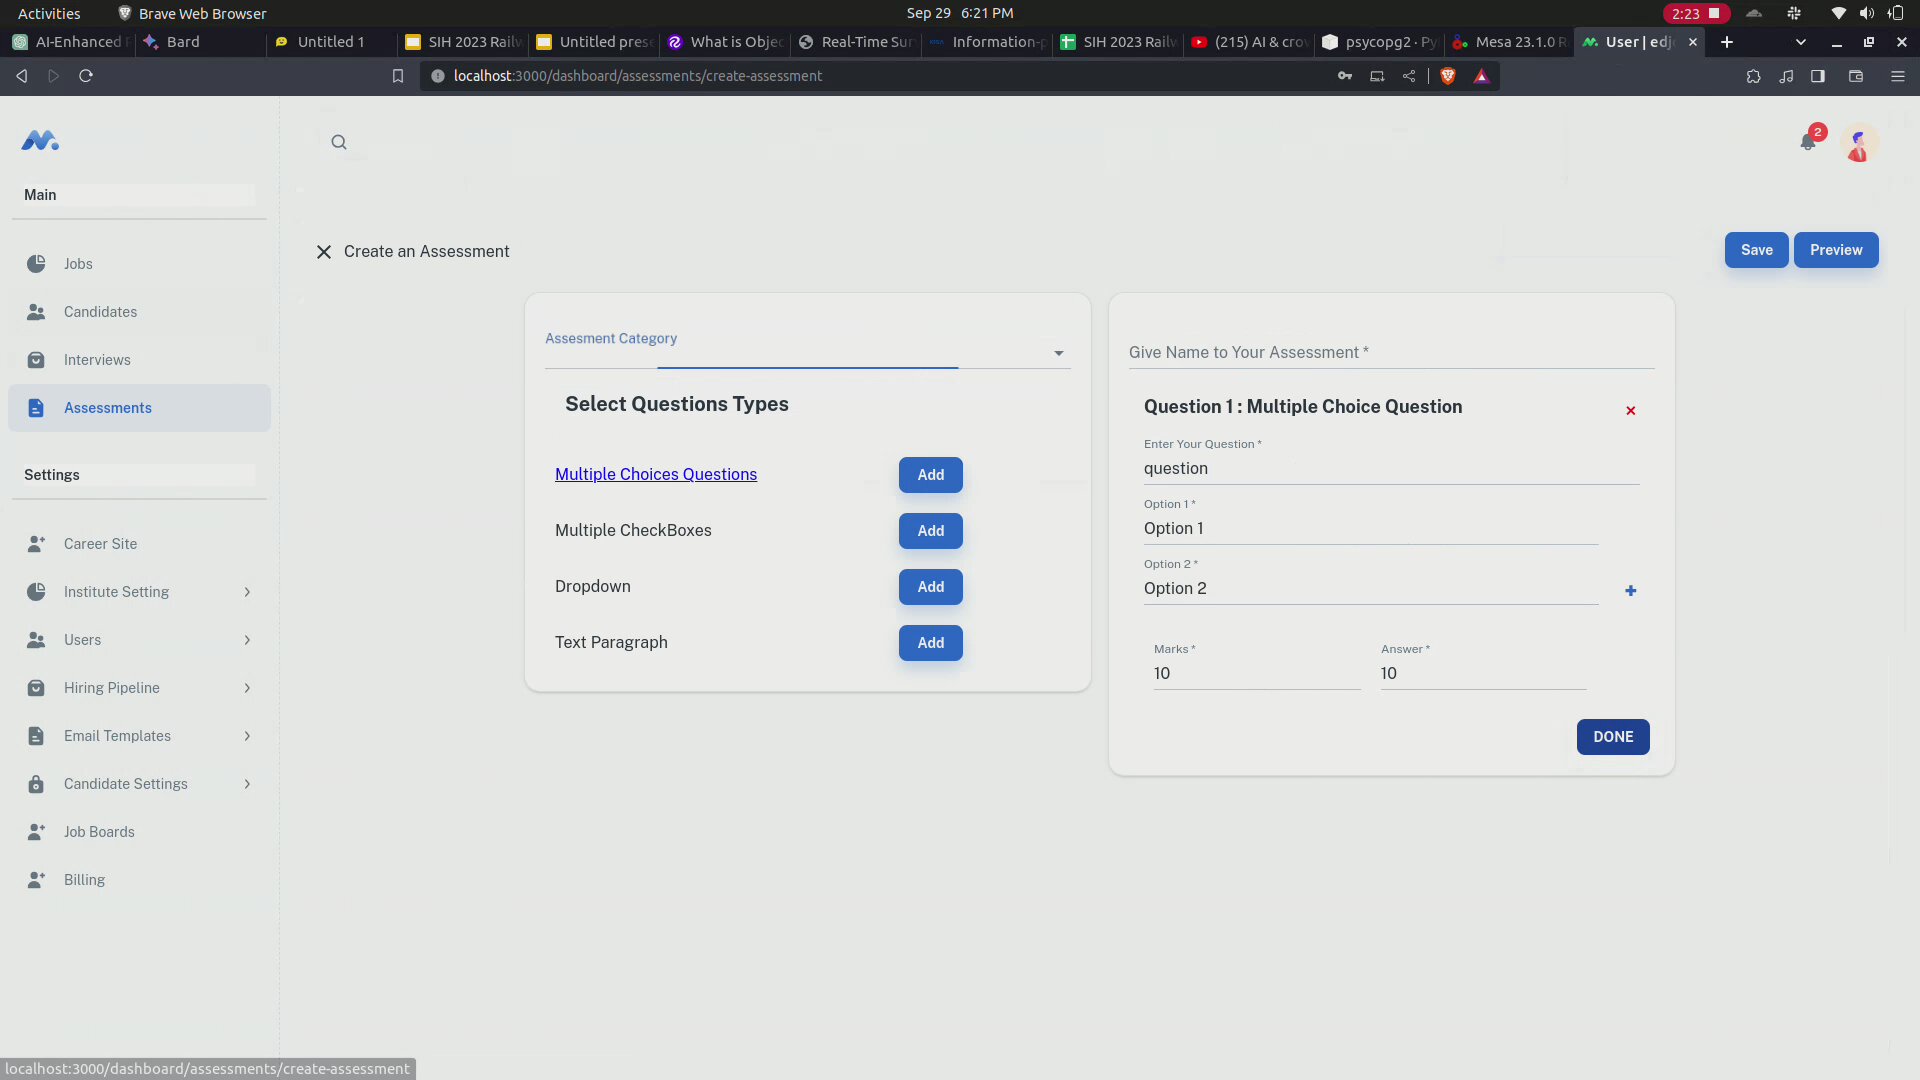 Activities
Brave Web Browser
Sep 29 6:21 PM
2:23
AI-Enhanced
Bard
Untitled 1
SIH 2023 Railw
Untitled prese
What is Objec
Real-Time Sur
Information-p
SIH 2023 Railw
(215) AI & crow
psycopg2 · Py
Mesa 23.1.0 R
User | edj
localhost:3000/dashboard/assessments/create-assessment
2
Main
Jobs
Candidates
Interviews
Assessments
Settings
Career Site
Institute Setting
Users
Hiring Pipeline
Email Templates
Candidate Settings
Job Boards
Billing
Create an Assessment
Save
Preview
Assesment Category
Select Questions Types
Multiple Choices Questions
Add
Multiple CheckBoxes
Add
Dropdown
Add
Text Paragraph
Add
Give Name to Your Assessment *
Question 1 : Multiple Choice Question
Enter Your Question *
question
Option 1 *
Option 1
Option 2 *
Option 2
Marks *
10
Answer *
10
DONE
localhost:3000/dashboard/assessments/create-assessment